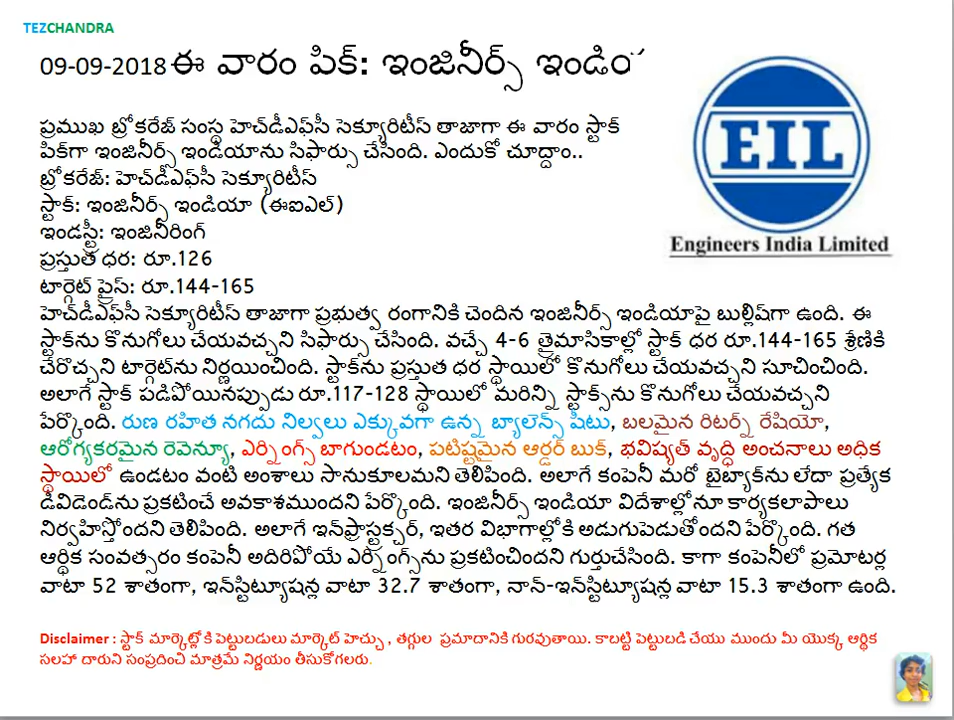 TEZCHANDRA
09-09-2018 ఈ వారం పిక్: ఇంజినీర్స్ ఇండియా
EIL
Engineers India Limited
ప్రముఖ బ్రోకరేజ్ సంస్థ హెచ్‌డీఎఫ్‌సీ సెక్యూరిటీస్ తాజాగా ఈ వారం స్టాక్
పిక్‌గా ఇంజినీర్స్ ఇండియాను సిఫార్సు చేసింది. ఎందుకో చూద్దాం..
బ్రోకరేజ్: హెచ్‌డీఎఫ్‌సీ సెక్యూరిటీస్
స్టాక్: ఇంజినీర్స్ ఇండియా (ఈఐఎల్)
ఇండస్ట్రీ: ఇంజినీరింగ్
ప్రస్తుత ధర: రూ.126
టార్గెట్ ప్రైస్: రూ.144-165
హెచ్‌డీఎఫ్‌సీ సెక్యూరిటీస్ తాజాగా ప్రభుత్వ రంగానికి చెందిన ఇంజినీర్స్ ఇండియాపై బుల్లిష్‌గా ఉంది. ఈ
స్టాక్‌ను కొనుగోలు చేయవచ్చని సిఫార్సు చేసింది. వచ్చే 4-6 త్రైమాసికాల్లో స్టాక్ ధర రూ.144-165 శ్రేణికి
చేరొచ్చని టార్గెట్‌ను నిర్ణయించింది. స్టాక్‌ను ప్రస్తుత ధర స్థాయిలో కొనుగోలు చేయవచ్చని సూచించింది.
అలాగే స్టాక్ పడిపోయినప్పుడు రూ.117-128 స్థాయిలో మరిన్ని స్టాక్స్‌ను కొనుగోలు చేయవచ్చని
పేర్కొంది. రుణ రహిత నగదు నిల్వలు ఎక్కువగా ఉన్న బ్యాలెన్స్ షీటు, బలమైన రిటర్న్ రేషియో,
ఆరోగ్యకరమైన రెవెన్యూ, ఎర్నింగ్స్ బాగుండటం, పటిష్టమైన ఆర్డర్ బుక్, భవిష్యత్ వృద్ధి అంచనాలు అధిక
స్థాయిలో ఉండటం వంటి అంశాలు సానుకూలమని తెలిపింది. అలాగే కంపెనీ మరో బైబ్యాక్‌ను లేదా ప్రత్యేక
డివిడెండ్‌ను ప్రకటించే అవకాశముందని పేర్కొంది. ఇంజినీర్స్ ఇండియా విదేశాల్లోనూ కార్యకలాపాలు
నిర్వహిస్తోందని తెలిపింది. అలాగే ఇన్‌ఫ్రాస్ట్రక్చర్, ఇతర విభాగాల్లోకి అడుగుపెడుతోందని పేర్కొంది. గత
ఆర్థిక సంవత్సరం కంపెనీ అదిరిపోయే ఎర్నింగ్స్‌ను ప్రకటించిందని గుర్తుచేసింది. కాగా కంపెనీలో ప్రమోటర్ల
వాటా 52 శాతంగా, ఇన్‌స్టిట్యూషన్ల వాటా 32.7 శాతంగా, నాన్-ఇన్‌స్టిట్యూషన్ల వాటా 15.3 శాతంగా ఉంది.
Disclaimer : స్టాక్ మార్కెట్లోకి పెట్టుబడులు మార్కెట్ హెచ్చు , తగ్గుల ప్రమాదానికి గురవుతాయి. కాబట్టి పెట్టుబడి చేయు ముందు మీ యొక్క ఆర్థిక
సలహా దారుని సంప్రదించి మాత్రమే నిర్ణయం తీసుకోగలరు.